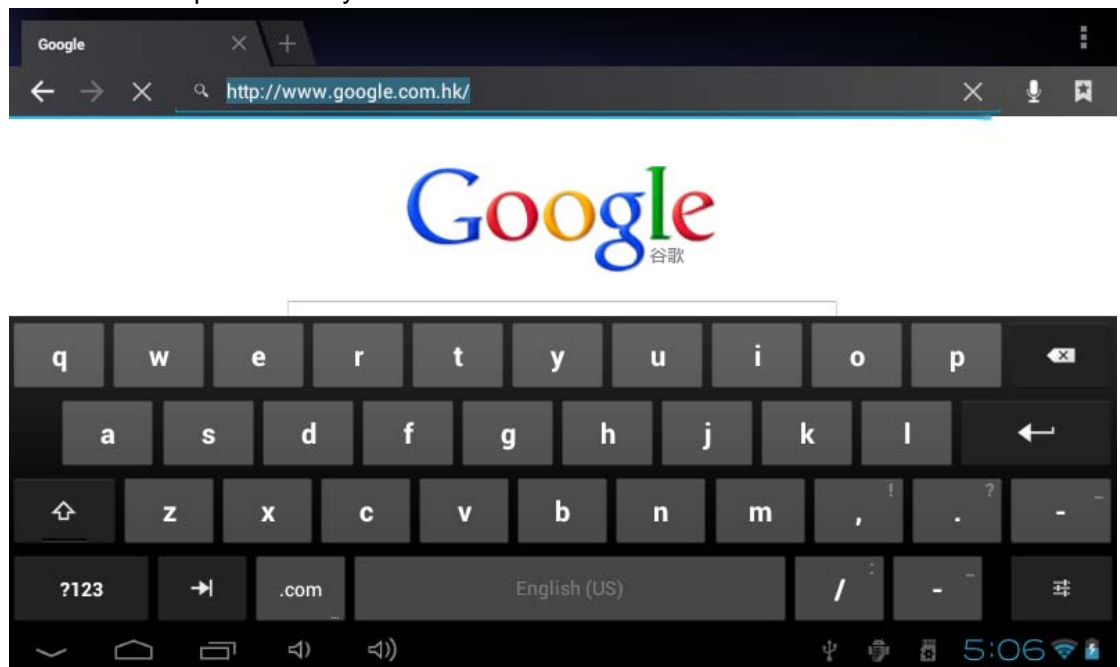 Google
http://www.google.com.hk/
Google
谷歌
q w e r t y u i o p
a s d f g h j k l
! ?
z x c v b n m , . -
?123 .com English (US) / : - _
...
5:06